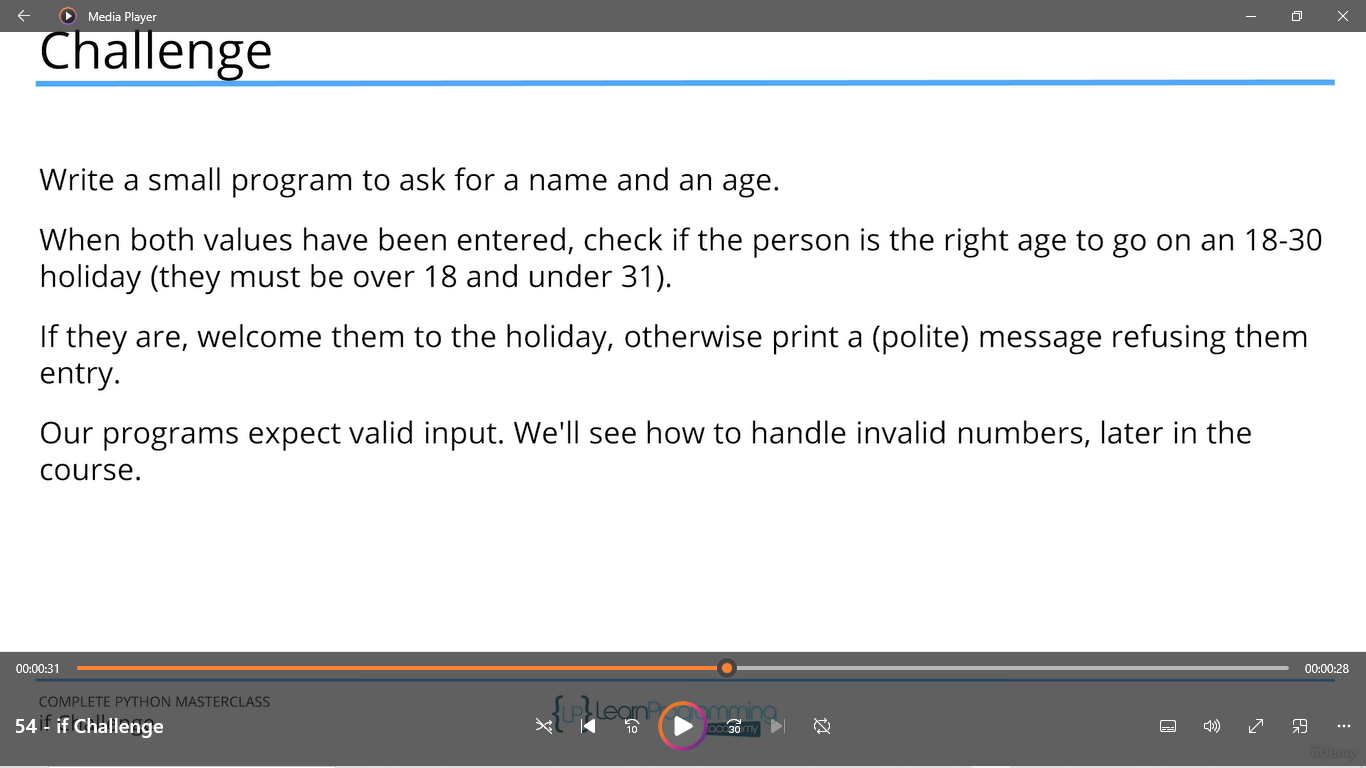 Media Player
Challenge
Write a small program to ask for a name and an age.
When both values have been entered, check if the person is the right age to go on an 18-30
holiday (they must be over 18 and under 31).
If they are, welcome them to the holiday, otherwise print a (polite) message refusing them
entry.
Our programs expect valid input. We'll see how to handle invalid numbers, later in the
course.
00:00:31
00:00:28
COMPLETE PYTHON MASTERCLASS
if Challenge
54 - if Challenge
{LP} LearnProgramming
academy
10
30
Udemy